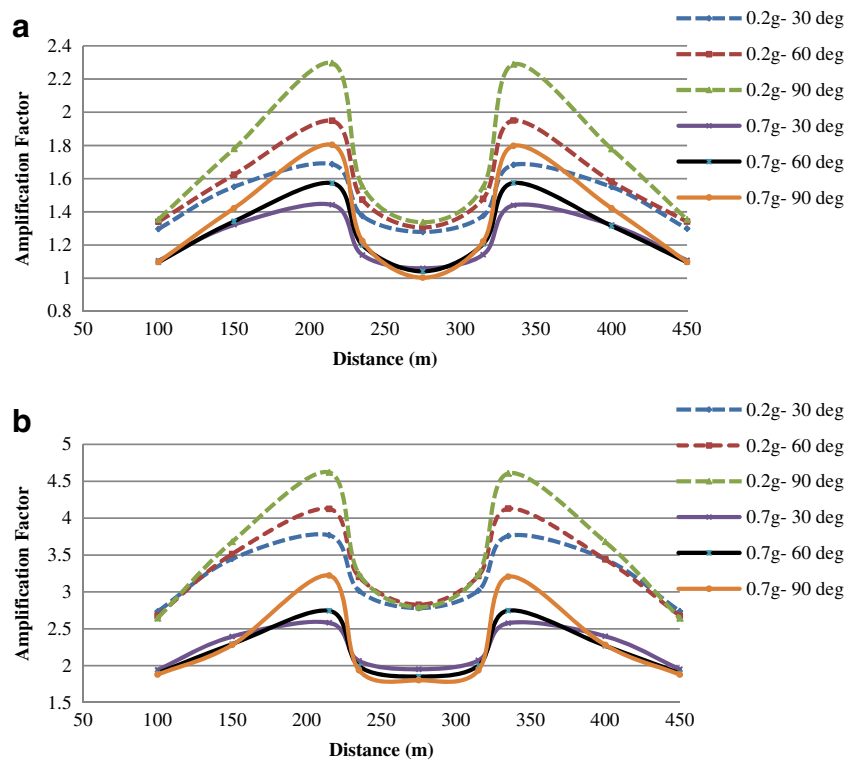 a
0.2g- 30 deg
0.2g- 60 deg
0.2g- 90 deg
0.7g- 30 deg
0.7g- 60 deg
0.7g- 90 deg
Amplification Factor
2.4
2.2
2
1.8
1.6
1.4
1.2
1
0.8
50 100 150 200 250 300 350 400 450
Distance (m)
b
0.2g- 30 deg
0.2g- 60 deg
0.2g- 90 deg
0.7g- 30 deg
0.7g- 60 deg
0.7g- 90 deg
Amplification Factor
5
4.5
4
3.5
3
2.5
2
1.5
50 100 150 200 250 300 350 400 450
Distance (m)